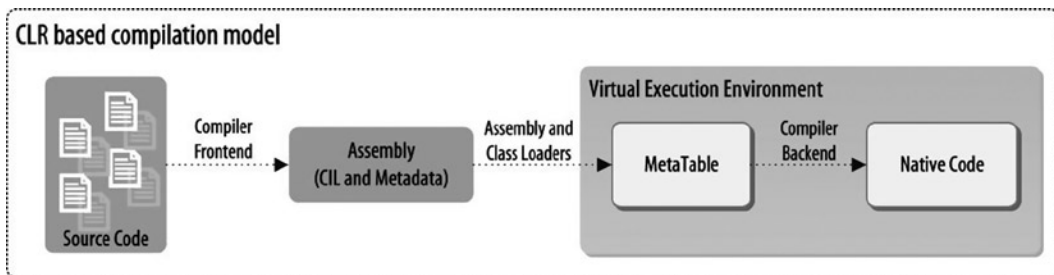 CLR based compilation model
Source Code
Compiler
Frontend
Assembly
(CIL and Metadata)
Assembly and
Class Loaders
Virtual Execution Environment
MetaTable
Compiler
Backend
Native Code